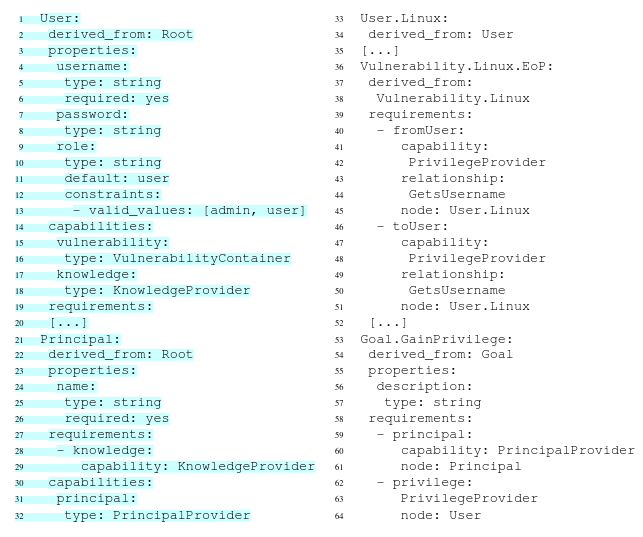 1 User:
2 derived_from: Root
3 properties:
4 username:
5 type: string
6 required: yes
7 password:
8 type: string
9 role:
10 type: string
11 default: user
12 constraints:
13 - valid_values: [admin, user]
14 capabilities:
15 vulnerability:
16 type: VulnerabilityContainer
17 knowledge:
18 type: KnowledgeProvider
19 requirements:
20 [...]
21 Principal:
22 derived_from: Root
23 properties:
24 name:
25 type: string
26 required: yes
27 requirements:
28 - knowledge:
29 capability: KnowledgeProvider
30 capabilities:
31 principal:
32 type: PrincipalProvider
33 User.Linux:
34 derived_from: User
35 [...]
36 Vulnerability.Linux.EoP:
37 derived_from:
38 Vulnerability.Linux
39 requirements:
40 - fromUser:
41 capability:
42 PrivilegeProvider
43 relationship:
44 GetsUsername
45 node: User.Linux
46 - toUser:
47 capability:
48 PrivilegeProvider
49 relationship:
50 GetsUsername
51 node: User.Linux
52 [...]
53 Goal.GainPrivilege:
54 derived_from: Goal
55 properties:
56 description:
57 type: string
58 requirements:
59 - principal:
60 capability: PrincipalProvider
61 node: Principal
62 - privilege:
63 PrivilegeProvider
64 node: User